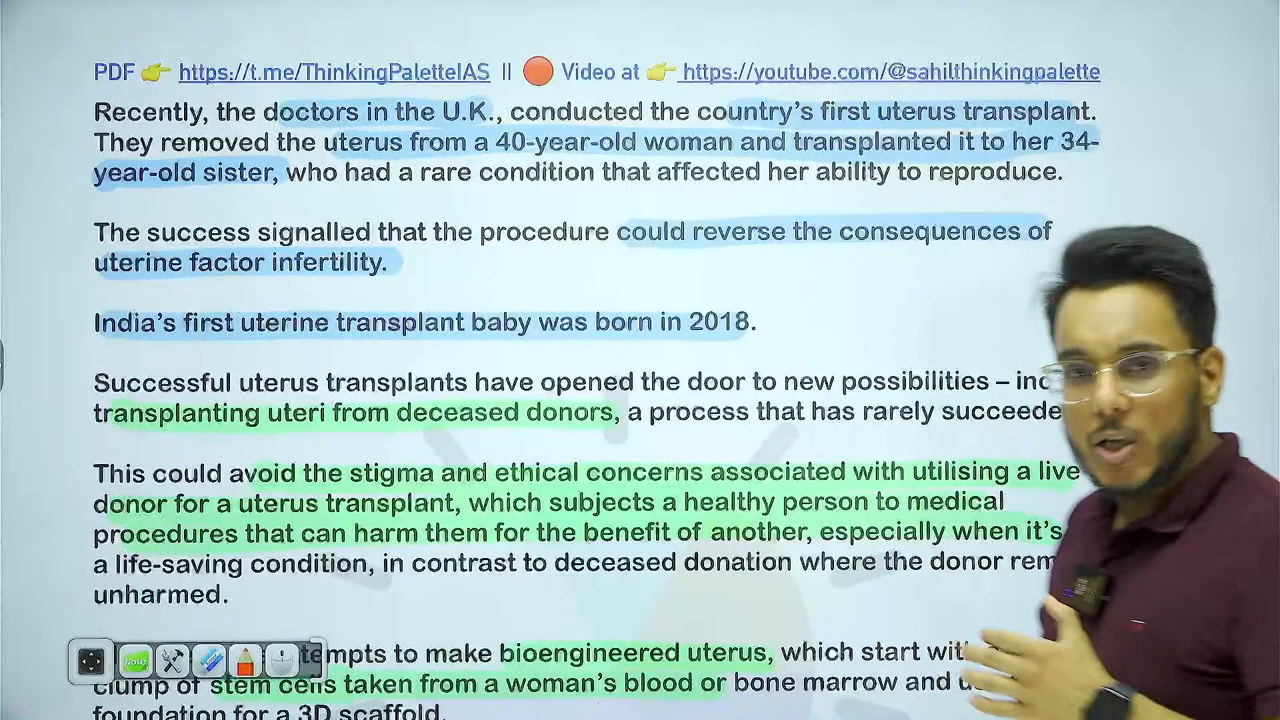 PDF 👉 https://t.me/ThinkingPaletteIAS || 🔴 Video at 👉 https://youtube.com/@sahilthinkingpalette
Recently, the doctors in the U.K., conducted the country's first uterus transplant.
They removed the uterus from a 40-year-old woman and transplanted it to her 34-
year-old sister, who had a rare condition that affected her ability to reproduce.
The success signalled that the procedure could reverse the consequences of
uterine factor infertility.
India's first uterine transplant baby was born in 2018.
Successful uterus transplants have opened the door to new possibilities –
transplanting uteri from deceased donors, a process that has rarely
This could avoid the stigma and ethical concerns associated with utilising a live
donor for a uterus transplant, which subjects a healthy person to medical
procedures that can harm them for the benefit of another, especially when it's
a life-saving condition, in contrast to deceased donation where the donor
unharmed.
Note
to make bioengineered uterus, which start
clump of stem cells taken from a woman's blood or bone marrow and
foundation for a 3D scaffold.